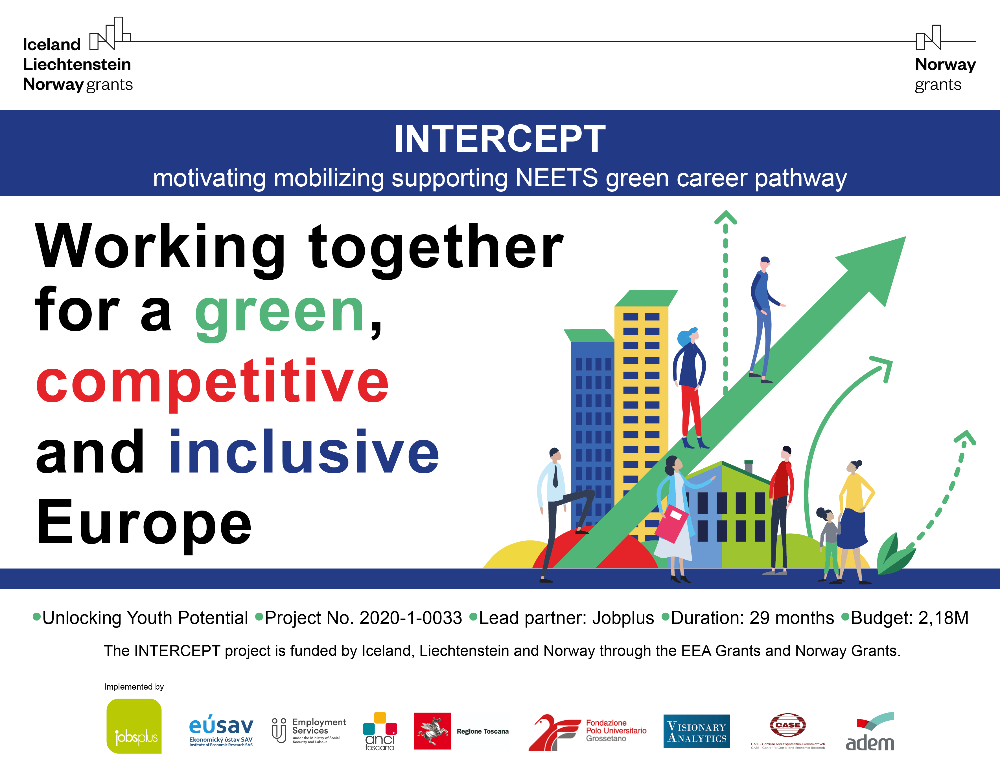 Iceland
Liechtenstein
Norway grants
Norway
grants
INTERCEPT
motivating mobilizing supporting NEETS green career pathway
Working together
for a green,
competitive
and inclusive
Europe
•Unlocking Youth Potential •Project No. 2020-1-0033 •Lead partner: Jobplus •Duration: 29 months •Budget: 2,18M
The INTERCEPT project is funded by Iceland, Liechtenstein and Norway through the EEA Grants and Norway Grants.
Implemented by
jobsplus
eúsav
Ekonomický ústav SAV
Institute of Economic Research SAS
Employment
Services
under the Ministry of Social
Security and Labour
anci
toscana
Regione Toscana
Fondazione
Polo Universitario
Grossetano
VISIONARY
ANALYTICS
CASE
CASE – Centrum Analiz Społeczno-Ekonomicznych
CASE – Center for Social and Economic Research
adem